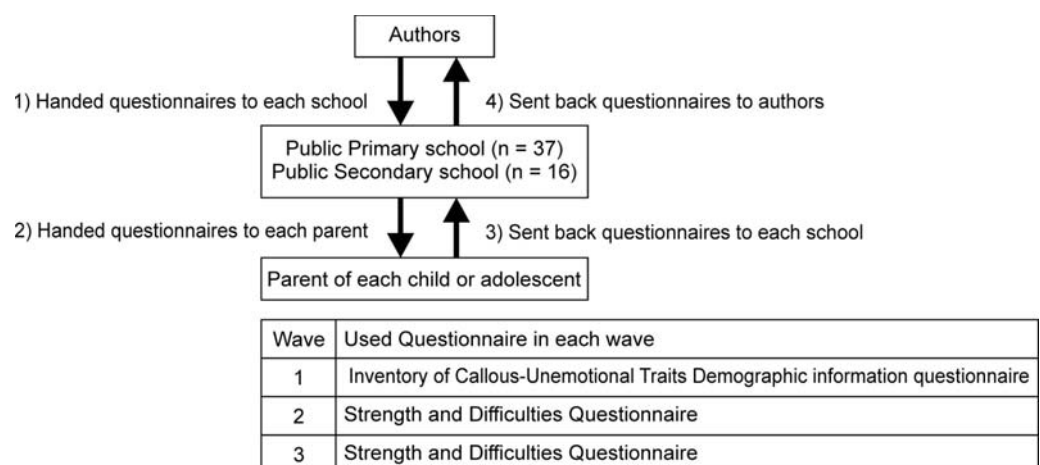 Authors
1) Handed questionnaires to each school
4) Sent back questionnaires to authors
Public Primary school (n = 37)
Public Secondary school (n = 16)
2) Handed questionnaires to each parent
3) Sent back questionnaires to each school
Parent of each child or adolescent
Wave Used Questionnaire in each wave
1 Inventory of Callous-Unemotional Traits Demographic information questionnaire
2 Strength and Difficulties Questionnaire
3 Strength and Difficulties Questionnaire